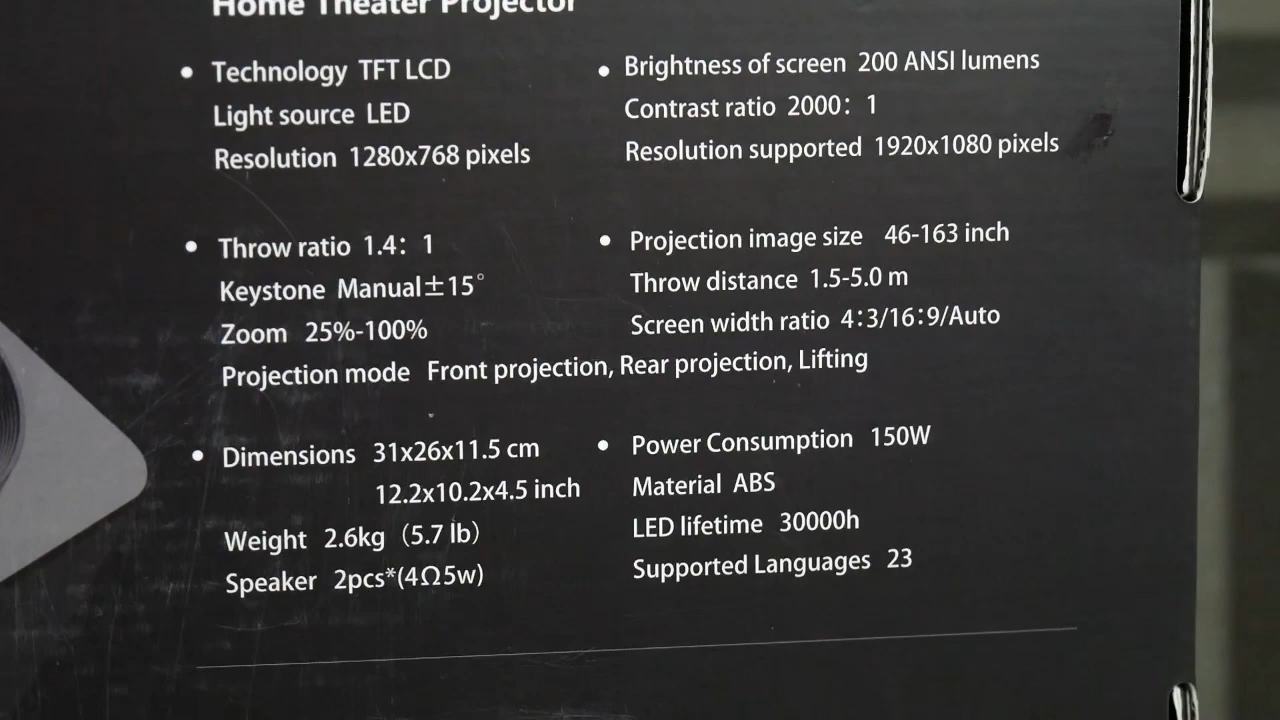 Home Theater Projector
• Technology TFT LCD
Light source LED
Resolution 1280x768 pixels
• Brightness of screen 200 ANSI lumens
Contrast ratio 2000: 1
Resolution supported 1920x1080 pixels
• Throw ratio 1.4: 1
Keystone Manual±15°
Zoom 25%-100%
• Projection image size 46-163 inch
Throw distance 1.5-5.0 m
Screen width ratio 4:3/16:9/Auto
Projection mode Front projection, Rear projection, Lifting
• Dimensions 31x26x11.5 cm
12.2x10.2x4.5 inch
Weight 2.6kg (5.7 lb)
Speaker 2pcs*(4Ω5w)
• Power Consumption 150W
Material ABS
LED lifetime 30000h
Supported Languages 23